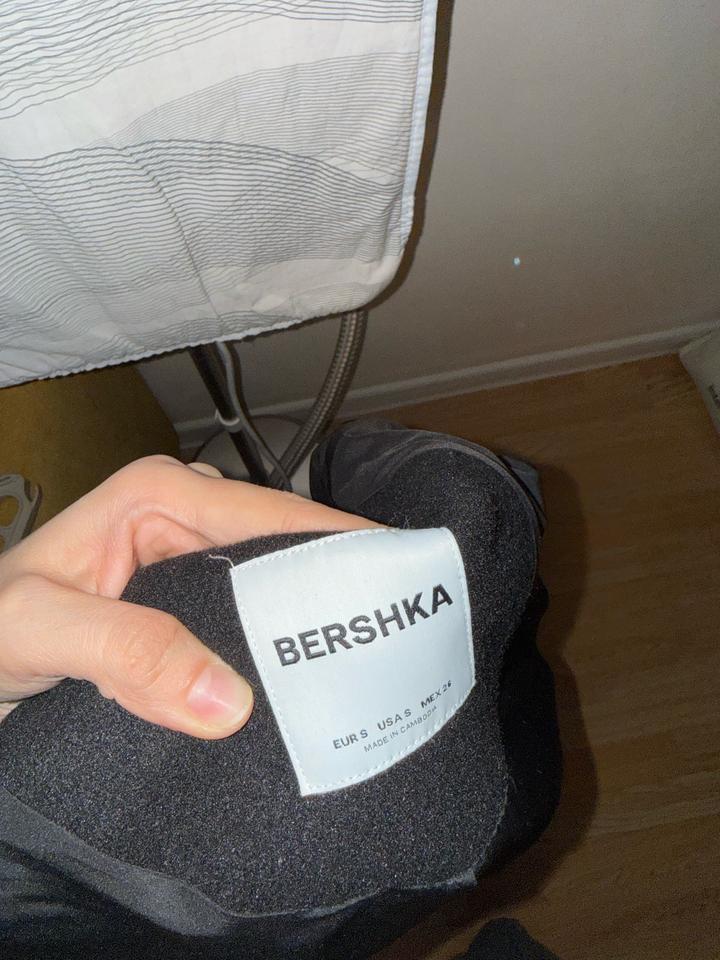 BERSHKA
EUR S USA S MEX 26
MADE IN CAMBODIA